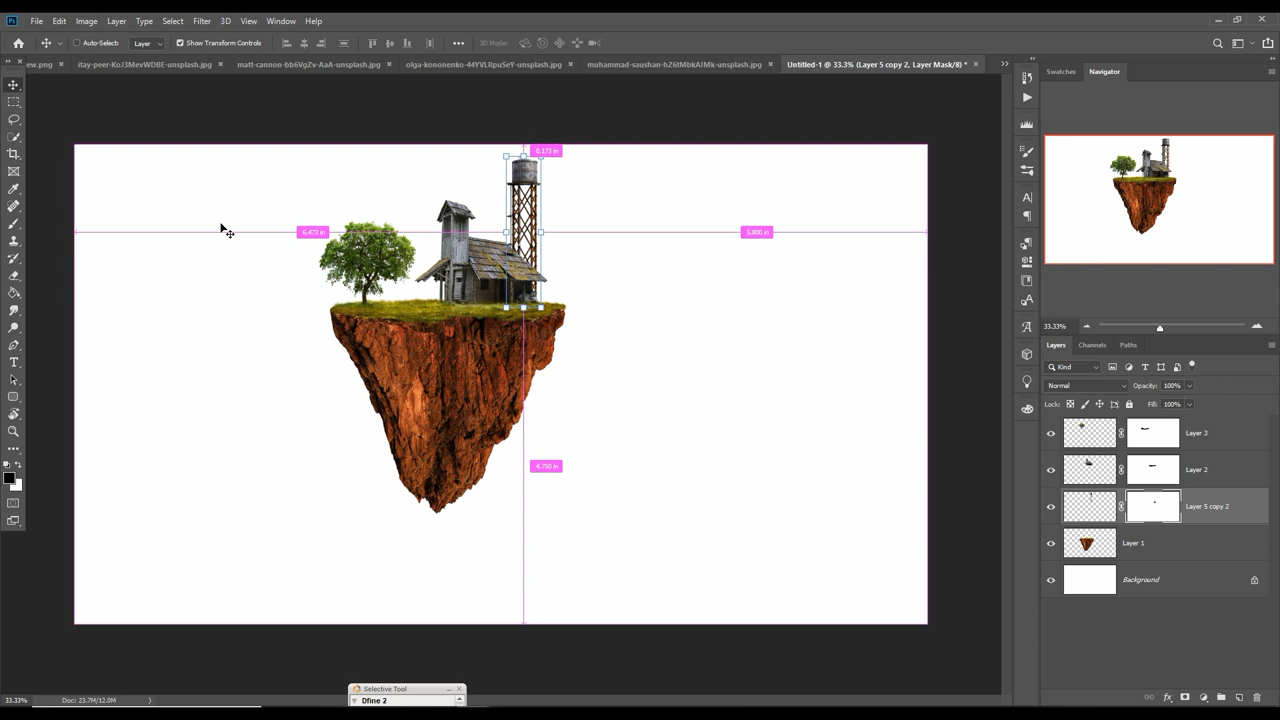 Ps File Edit Image Layer Type Select Filter 3D View Window Help
Auto-Select: Layer Show Transform Controls 3D Mode:
ew.png itay-peer-KoJ3MevWDBE-unsplash.jpg matt-cannon-bb6VgZv-AaA-unsplash.jpg olga-kononenko-44YVLRpuSeY-unsplash.jpg muhammad-saushan-hZ6tMbkAIMk-unsplash.jpg Untitled-1 @ 33.3% (Layer 5 copy 2, Layer Mask/8) *
Swatches Navigator
0.173 in
6.473 in
5.800 in
4.758 in
33.33%
Layers Channels Paths
Kind
Normal Opacity: 100%
Lock: Fill: 100%
Layer 3
Layer 2
Layer 5 copy 2
Layer 1
Background
Selective Tool
Dfine 2
33.33% Doc: 23.7M/12.0M